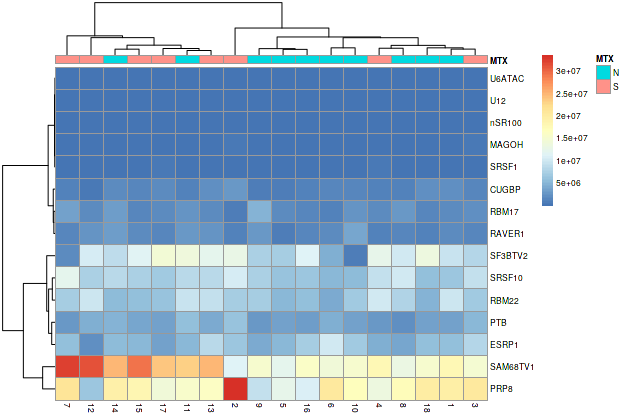 MTX
U6ATAC
U12
nSR100
MAGOH
SRSF1
CUGBP
RBM17
RAVER1
SF3BTV2
SRSF10
RBM22
PTB
ESRP1
SAM68TV1
PRP8
7 12 14 15 17 11 13 2 9 5 16 6 10 4 8 18 1 3
3e+07
2.5e+07
2e+07
1.5e+07
1e+07
5e+06
MTX
N
S